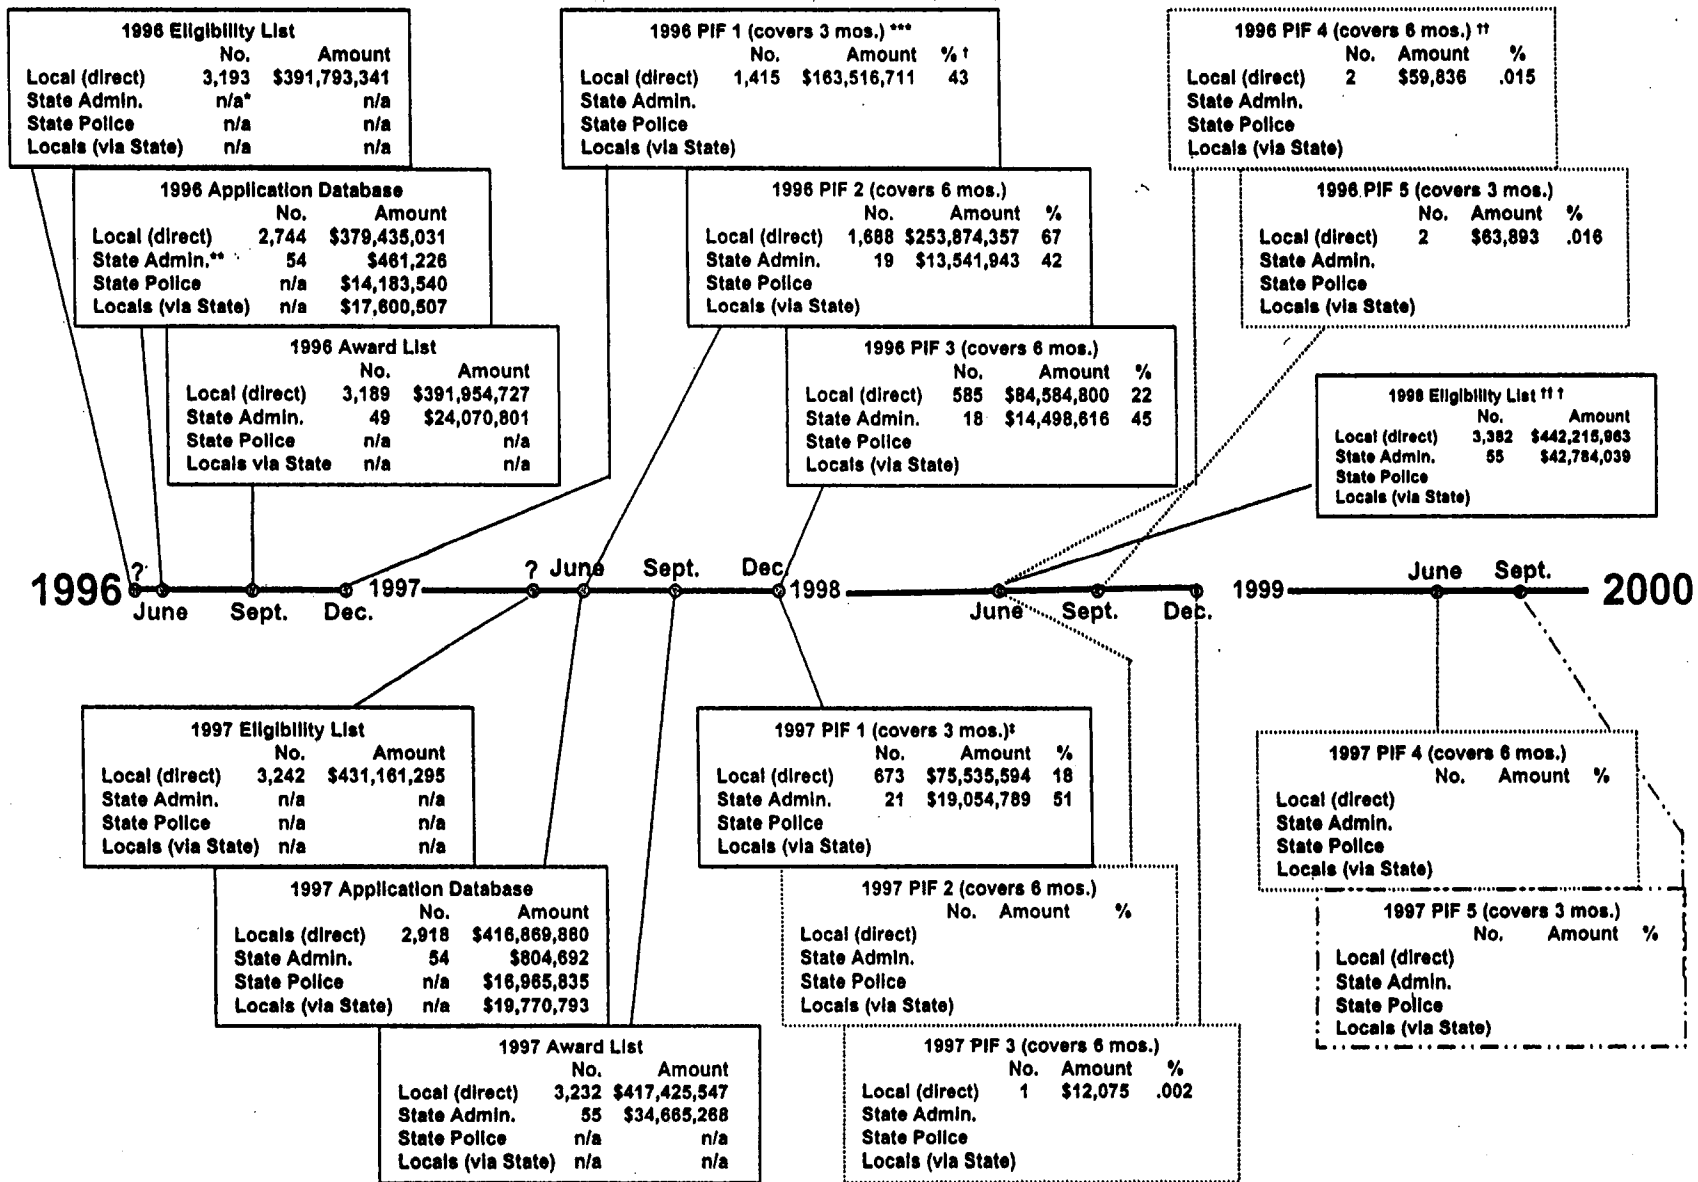 1996 Eligibility List
No. Amount
Local (direct) 3,193 $391,793,341
State Admin. n/a* n/a
State Police n/a n/a
Locals (via State) n/a n/a
1996 Application Database
No. Amount
Local (direct) 2,744 $379,435,031
State Admin.** 54 $461,226
State Police n/a $14,183,540
Locals (via State) n/a $17,600,507
1996 Award List
No. Amount
Local (direct) 3,189 $391,954,727
State Admin. 49 $24,070,801
State Police n/a n/a
Locals via State n/a n/a
1996 PIF 1 (covers 3 mos.) ***
No. Amount % †
Local (direct) 1,415 $163,516,711 43
State Admin.
State Police
Locals (via State)
1996 PIF 2 (covers 6 mos.)
No. Amount %
Local (direct) 1,688 $253,874,357 67
State Admin. 19 $13,541,943 42
State Police
Locals (via State)
1996 PIF 3 (covers 6 mos.)
No. Amount %
Local (direct) 585 $84,584,800 22
State Admin. 18 $14,498,616 45
State Police
Locals (via State)
1996 PIF 4 (covers 6 mos.) ††
No. Amount %
Local (direct) 2 $59,836 .015
State Admin.
State Police
Locals (via State)
1996 PIF 5 (covers 3 mos.)
No. Amount %
Local (direct) 2 $63,893 .016
State Admin.
State Police
Locals (via State)
1998 Eligibility List †† †
No. Amount
Local (direct) 3,382 $442,215,963
State Admin. 55 $42,784,039
State Police
Locals (via State)
? ? June Sept. Dec. June Sept.
1996 1997 1998 1999 2000
June Sept. Dec. June Sept. Dec.
1997 Eligibility List
No. Amount
Local (direct) 3,242 $431,161,295
State Admin. n/a n/a
State Police n/a n/a
Locals (via State) n/a n/a
1997 Application Database
No. Amount
Locals (direct) 2,918 $416,869,880
State Admin. 54 $804,692
State Police n/a $16,965,835
Locals (via State) n/a $19,770,793
1997 Award List
No. Amount
Local (direct) 3,232 $417,425,547
State Admin. 55 $34,665,268
State Police n/a n/a
Locals (via State) n/a n/a
1997 PIF 1 (covers 3 mos.)‡
No. Amount %
Local (direct) 673 $75,535,594 18
State Admin. 21 $19,054,789 51
State Police
Locals (via State)
1997 PIF 2 (covers 6 mos.)
No. Amount %
Local (direct)
State Admin.
State Police
Locals (via State)
1997 PIF 3 (covers 6 mos.)
No. Amount %
Local (direct) 1 $12,075 .002
State Admin.
State Police
Locals (via State)
1997 PIF 4 (covers 6 mos.)
No. Amount %
Local (direct)
State Admin.
State Police
Locals (via State)
1997 PIF 5 (covers 3 mos.)
No. Amount %
Local (direct)
State Admin.
State Police
Locals (via State)